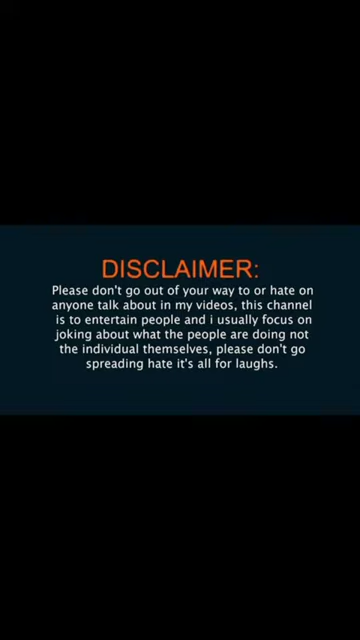 DISCLAIMER:
Please don't go out of your way to or hate on
anyone talk about in my videos, this channel
is to entertain people and i usually focus on
joking about what the people are doing not
the individual themselves, please don't go
spreading hate it's all for laughs.